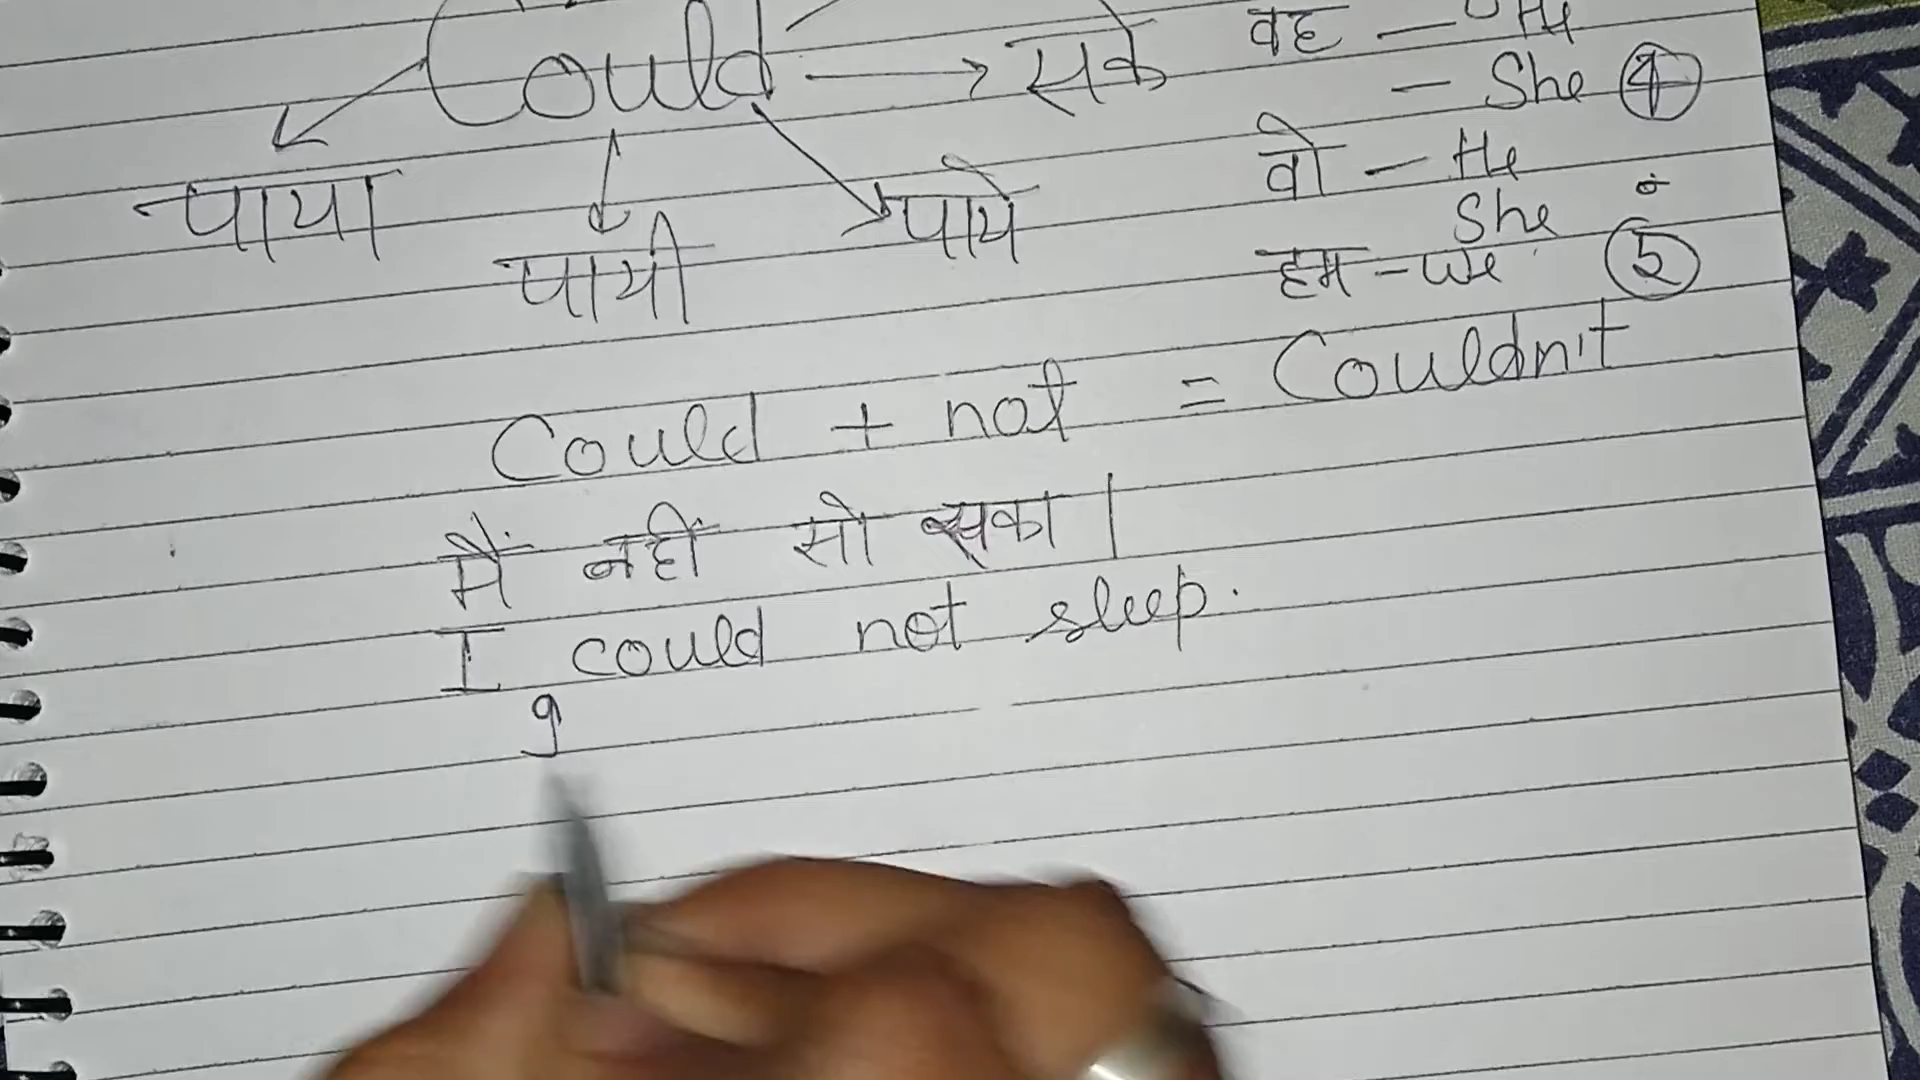 Could → सके
पाया
पायी
पाये
वह - He
- She 4
वो - He
She
हम - we 5
Could + not = Couldn't
मैं नहीं सो सका।
I could not sleep.